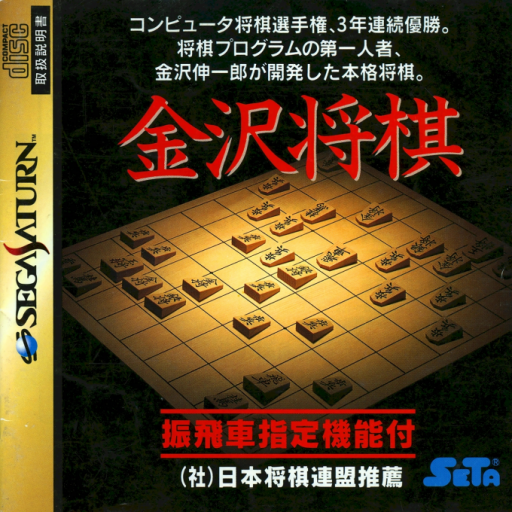 コンピュータ将棋選手権、3年連続優勝。
将棋プログラムの第一人者、
金沢伸一郎が開発した本格将棋。
金沢将棋
振飛車指定機能付
(社)日本将棋連盟推薦
SETA®
COMPACT
disc
取扱説明書
SEGA SATURN™